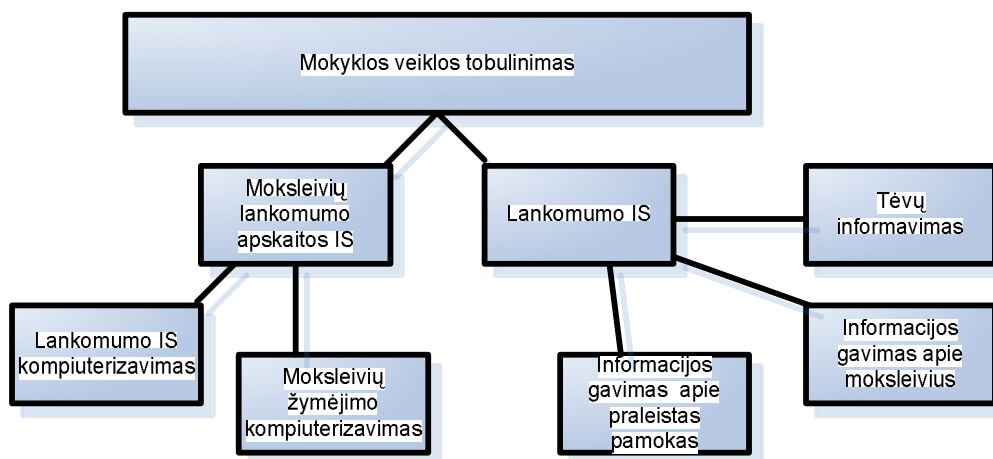 Mokyklos veiklos tobulinimas
Moksleivių
lankomumo
apskaitos IS
Lankomumo IS
Tėvų
informavimas
Lankomumo IS
kompiuterizavimas
Moksleivių
žymėjimo
kompiuterizavimas
Informacijos
gavimas apie
praleistas
pamokas
Informacijos
gavimas apie
moksleivius